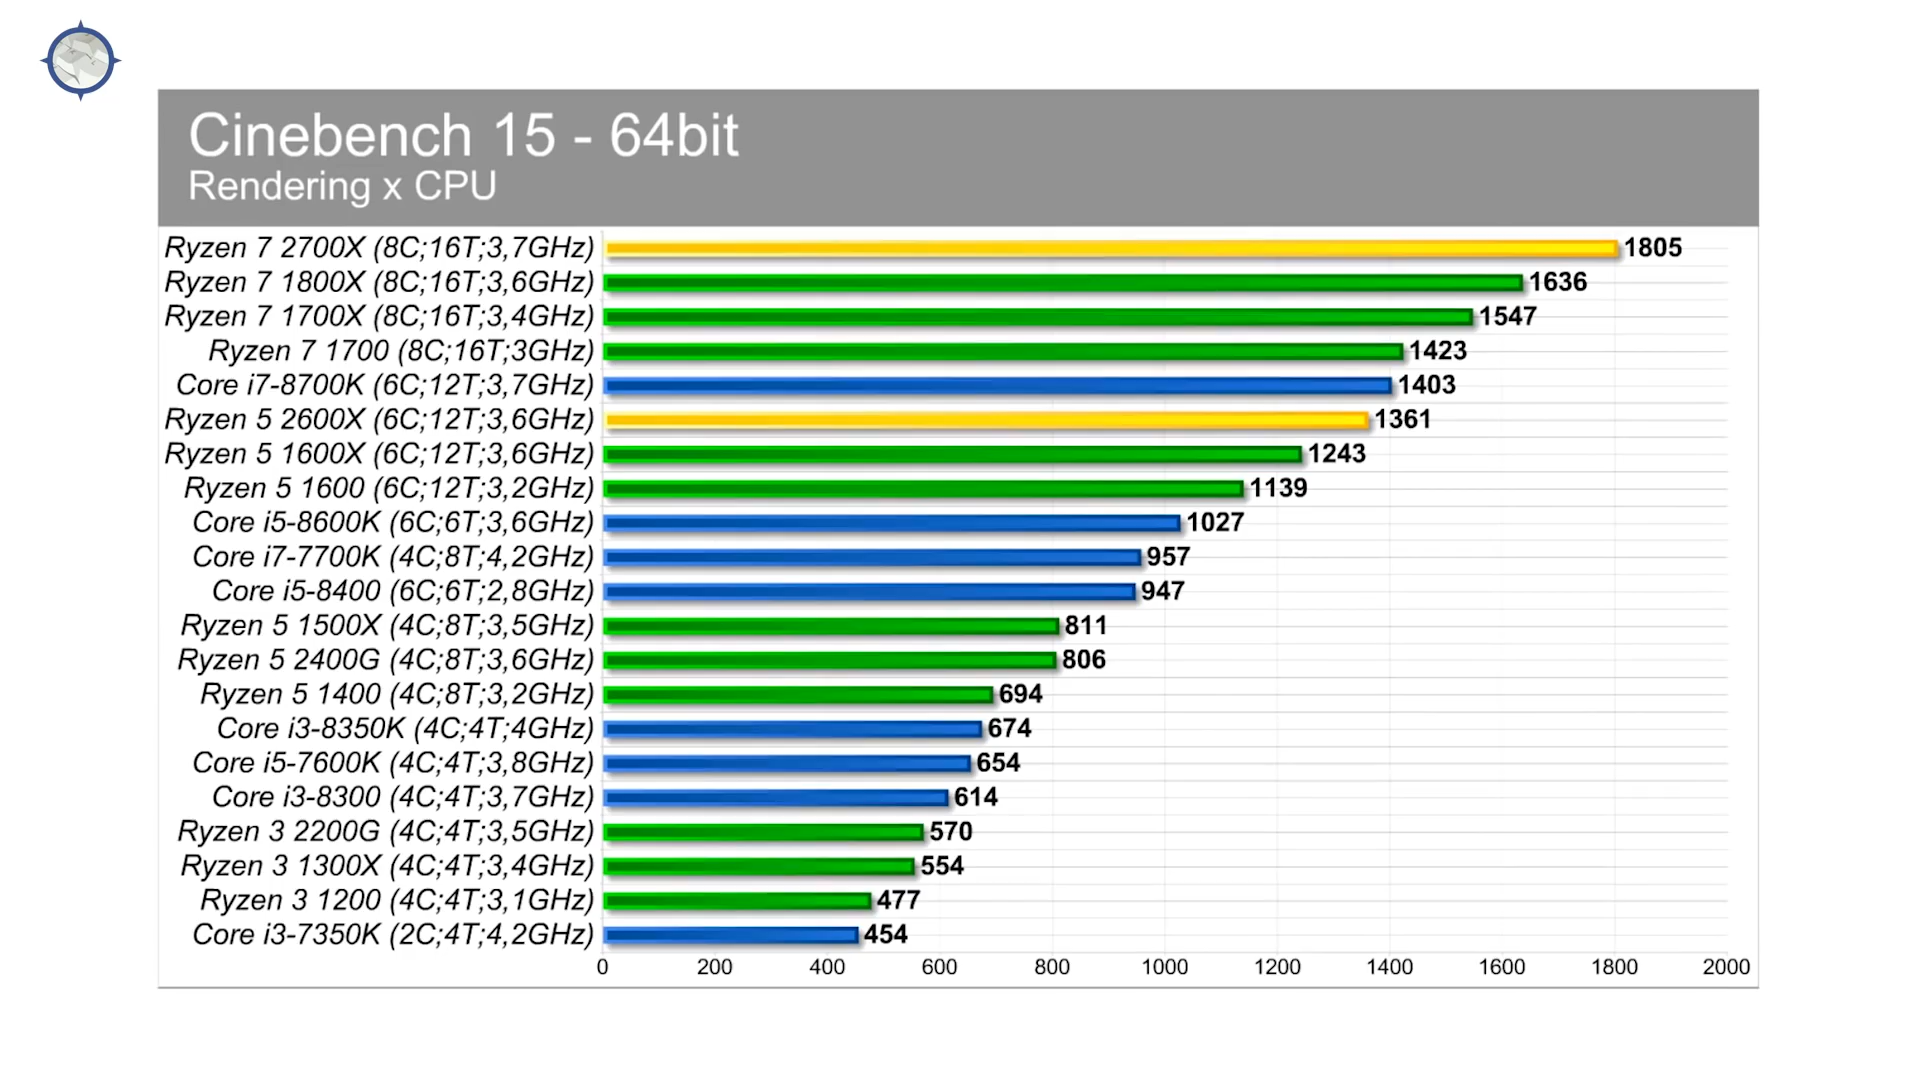 Cinebench 15 - 64bit
Rendering x CPU
Ryzen 7 2700X (8C;16T;3,7GHz) 1805
Ryzen 7 1800X (8C;16T;3,6GHz) 1636
Ryzen 7 1700X (8C;16T;3,4GHz) 1547
Ryzen 7 1700 (8C;16T;3GHz) 1423
Core i7-8700K (6C;12T;3,7GHz) 1403
Ryzen 5 2600X (6C;12T;3,6GHz) 1361
Ryzen 5 1600X (6C;12T;3,6GHz) 1243
Ryzen 5 1600 (6C;12T;3,2GHz) 1139
Core i5-8600K (6C;6T;3,6GHz) 1027
Core i7-7700K (4C;8T;4,2GHz) 957
Core i5-8400 (6C;6T;2,8GHz) 947
Ryzen 5 1500X (4C;8T;3,5GHz) 811
Ryzen 5 2400G (4C;8T;3,6GHz) 806
Ryzen 5 1400 (4C;8T;3,2GHz) 694
Core i3-8350K (4C;4T;4GHz) 674
Core i5-7600K (4C;4T;3,8GHz) 654
Core i3-8300 (4C;4T;3,7GHz) 614
Ryzen 3 2200G (4C;4T;3,5GHz) 570
Ryzen 3 1300X (4C;4T;3,4GHz) 554
Ryzen 3 1200 (4C;4T;3,1GHz) 477
Core i3-7350K (2C;4T;4,2GHz) 454
0 200 400 600 800 1000 1200 1400 1600 1800 2000